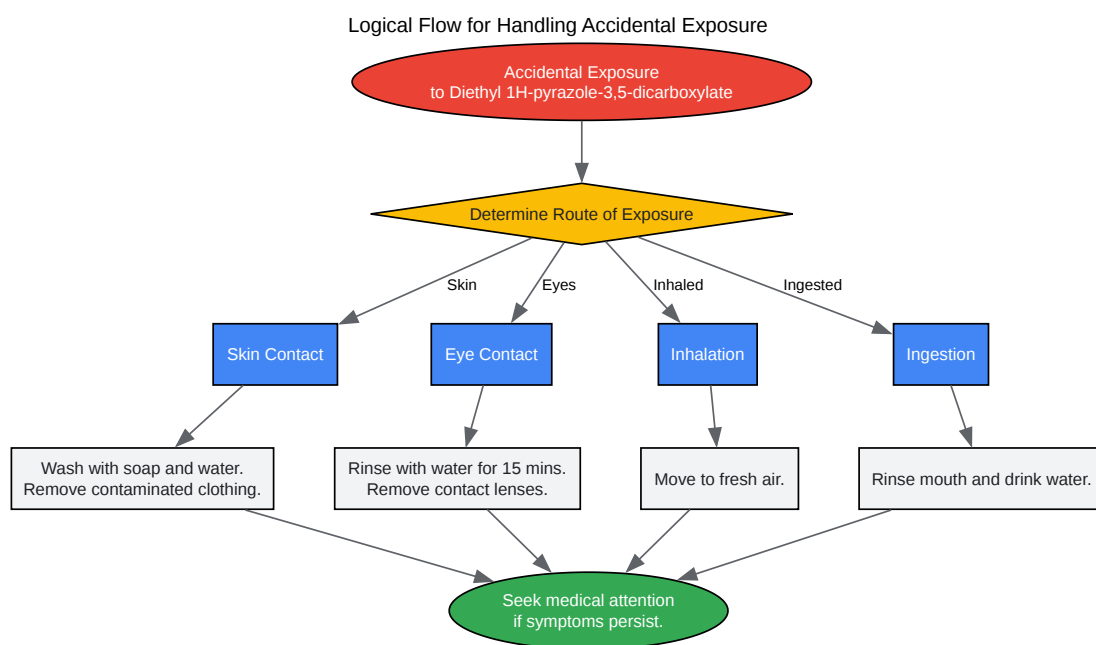 Logical Flow for Handling Accidental Exposure
Accidental Exposure
to Diethyl 1H-pyrazole-3,5-dicarboxylate
Determine Route of Exposure
Skin
Eyes
Inhaled
Ingested
Skin Contact
Eye Contact
Inhalation
Ingestion
Wash with soap and water.
Remove contaminated clothing.
Rinse with water for 15 mins.
Remove contact lenses.
Move to fresh air.
Rinse mouth and drink water.
Seek medical attention
if symptoms persist.